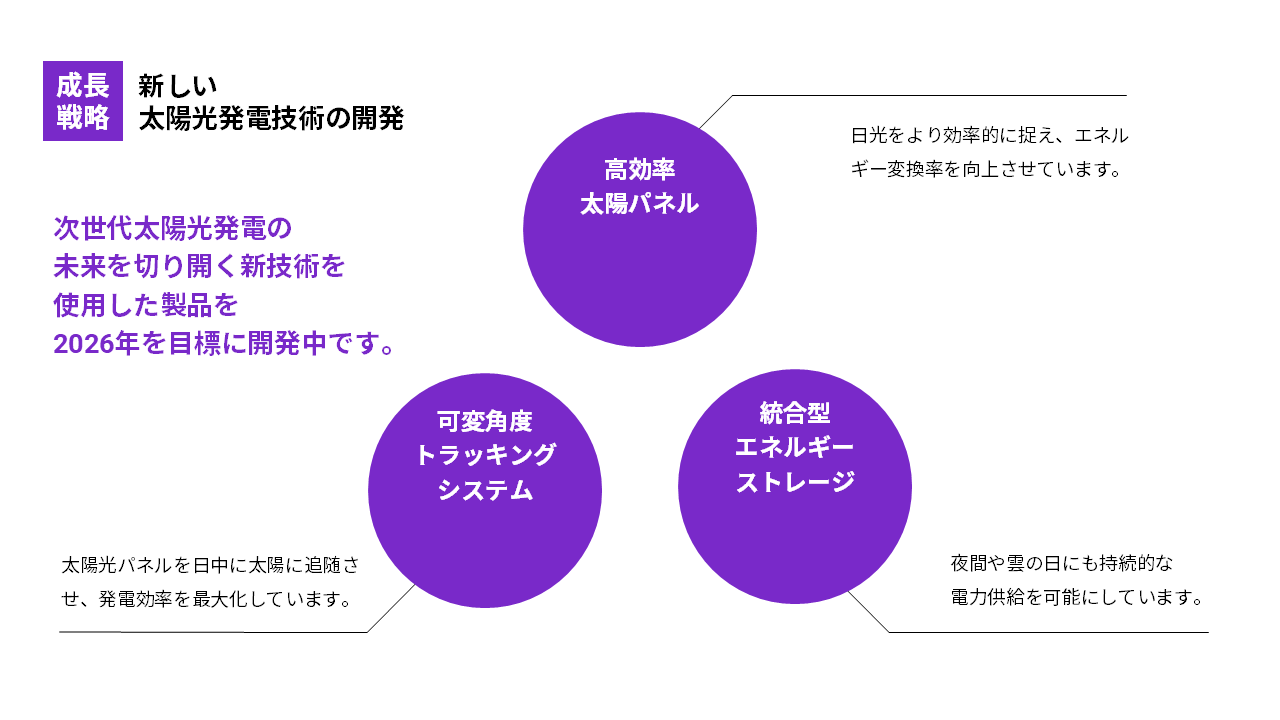 成長
戦略
新しい
太陽光発電技術の開発
次世代太陽光発電の
未来を切り開く新技術を
使用した製品を
2026年を目標に開発中です。
高効率
太陽パネル
日光をより効率的に捉え、エネル
ギー変換率を向上させています。
可変角度
トラッキング
システム
太陽光パネルを日中に太陽に追随さ
せ、発電効率を最大化しています。
統合型
エネルギー
ストレージ
夜間や雲の日にも持続的な
電力供給を可能にしています。